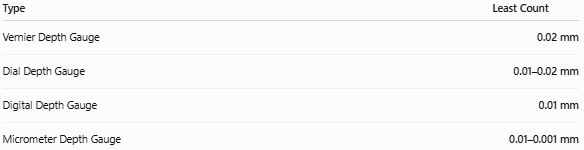 Type Least Count
Vernier Depth Gauge 0.02 mm
Dial Depth Gauge 0.01–0.02 mm
Digital Depth Gauge 0.01 mm
Micrometer Depth Gauge 0.01–0.001 mm